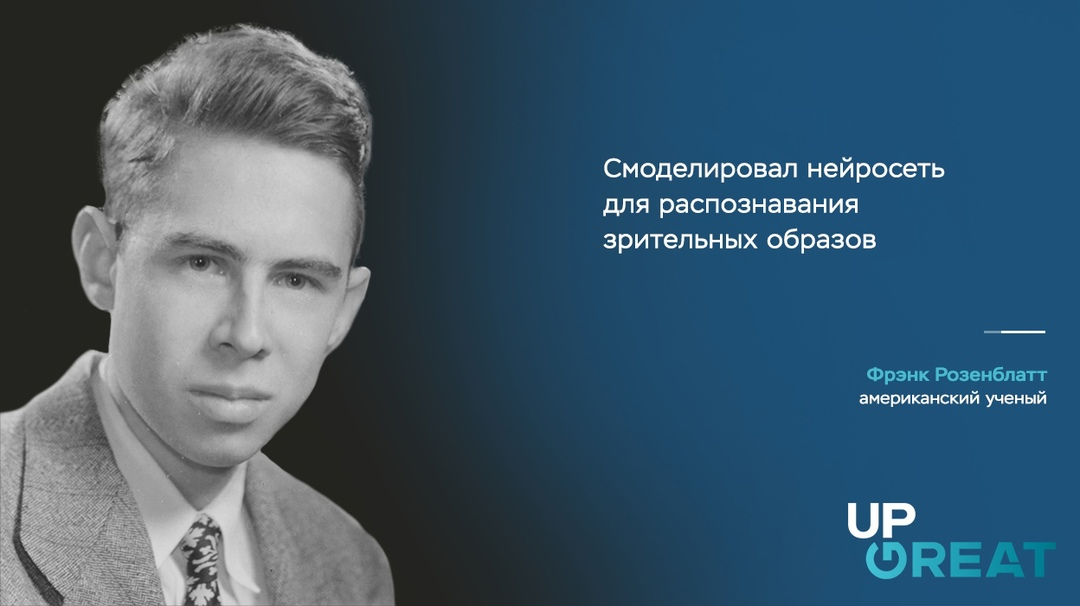 Смоделировал нейросеть
для распознавания
зрительных образов
Фрэнк Розенблатт
американский ученый
UP
GREAT